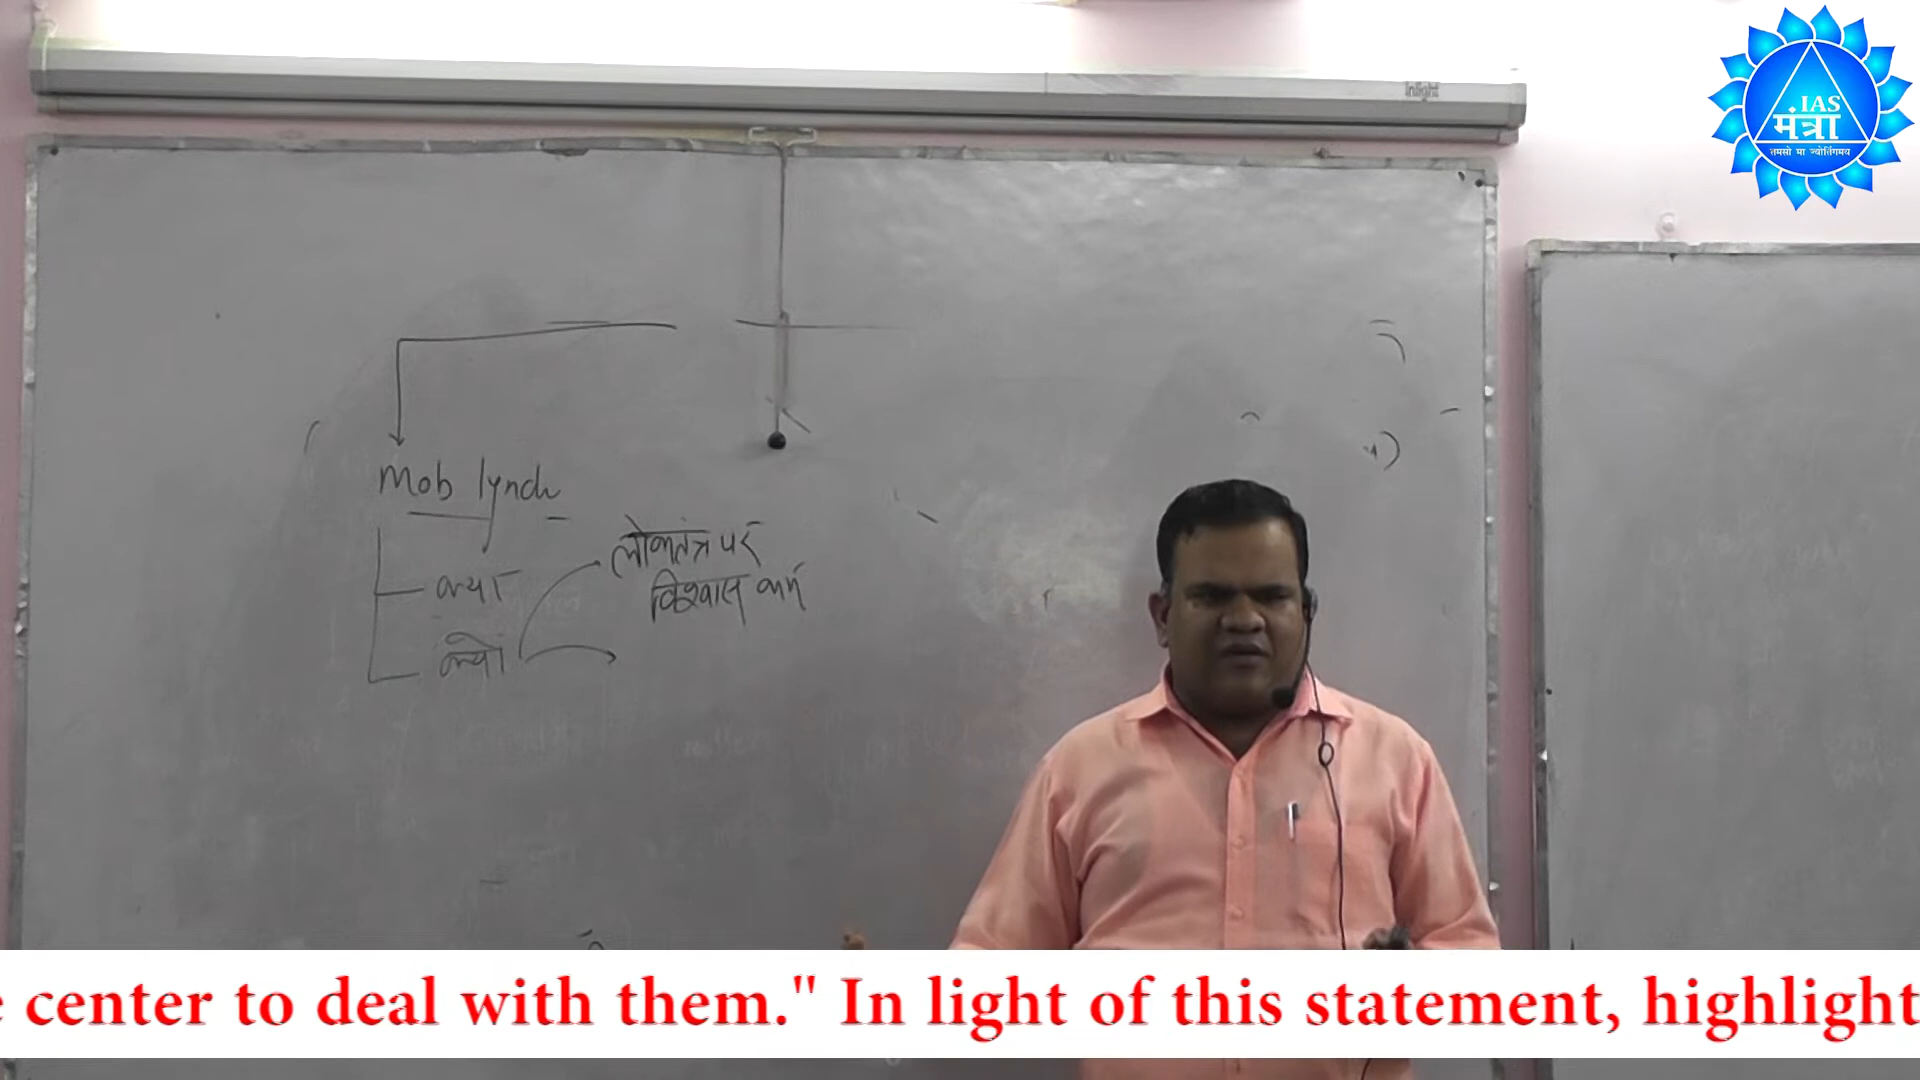 Inlight
IAS
मंत्रा
तमसो मा ज्योतिंगमय
Mob lynch
लोकतंत्र पर
क्या
विश्वास कम
क्यों
center to deal with them." In light of this statement, highlight